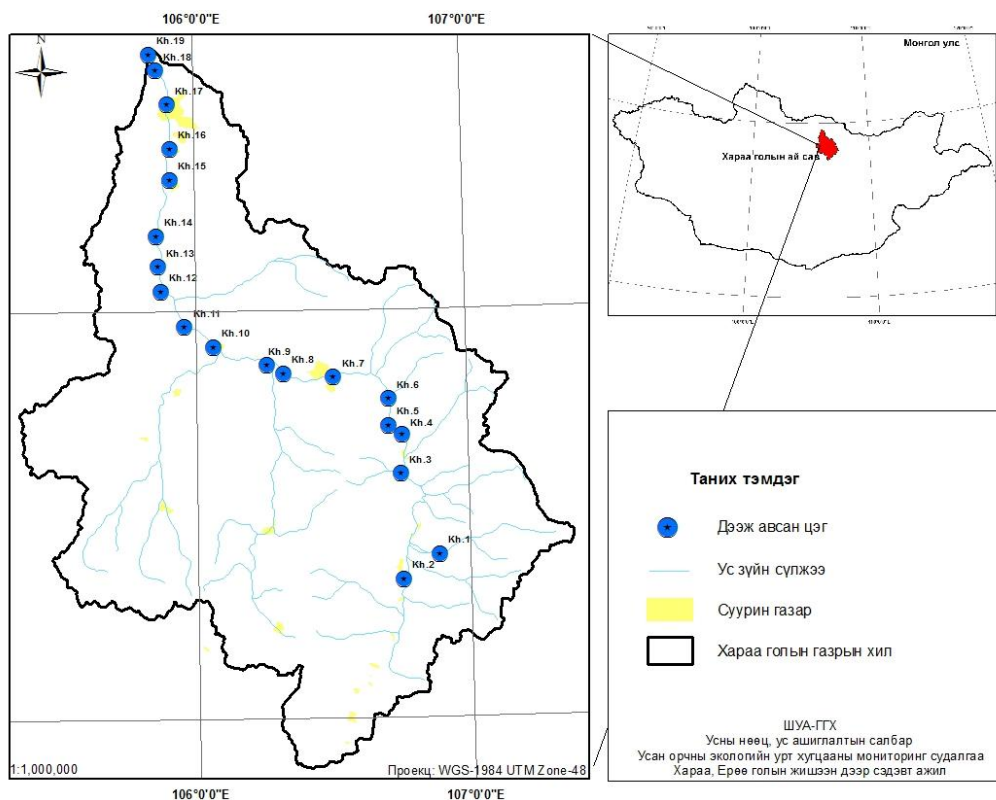 106°0'0"E
107°0'0"E
N
Kh.19
Kh.18
Kh.17
Kh.16
Kh.15
Kh.14
Kh.13
Kh.12
Kh.11
Kh.10
Kh.9
Kh.8
Kh.7
Kh.6
Kh.5
Kh.4
Kh.3
Kh.1
Kh.2
1:1,000,000
Проекц: WGS-1984 UTM Zone-48
106°0'0"E
107°0'0"E
Монгол улс
Хараа голын ай сав
Таних тэмдэг
Дээж авсан цэг
Ус зүйн сүлжээ
Суурин газар
Хараа голын газрын хил
ШУА-ГГХ
Усны нөөц, ус ашиглалтын салбар
Усан орчны экологийн урт хугацааны мониторинг судалгаа
Хараа, Ерөө голын жишээн дээр сэдэвт ажил